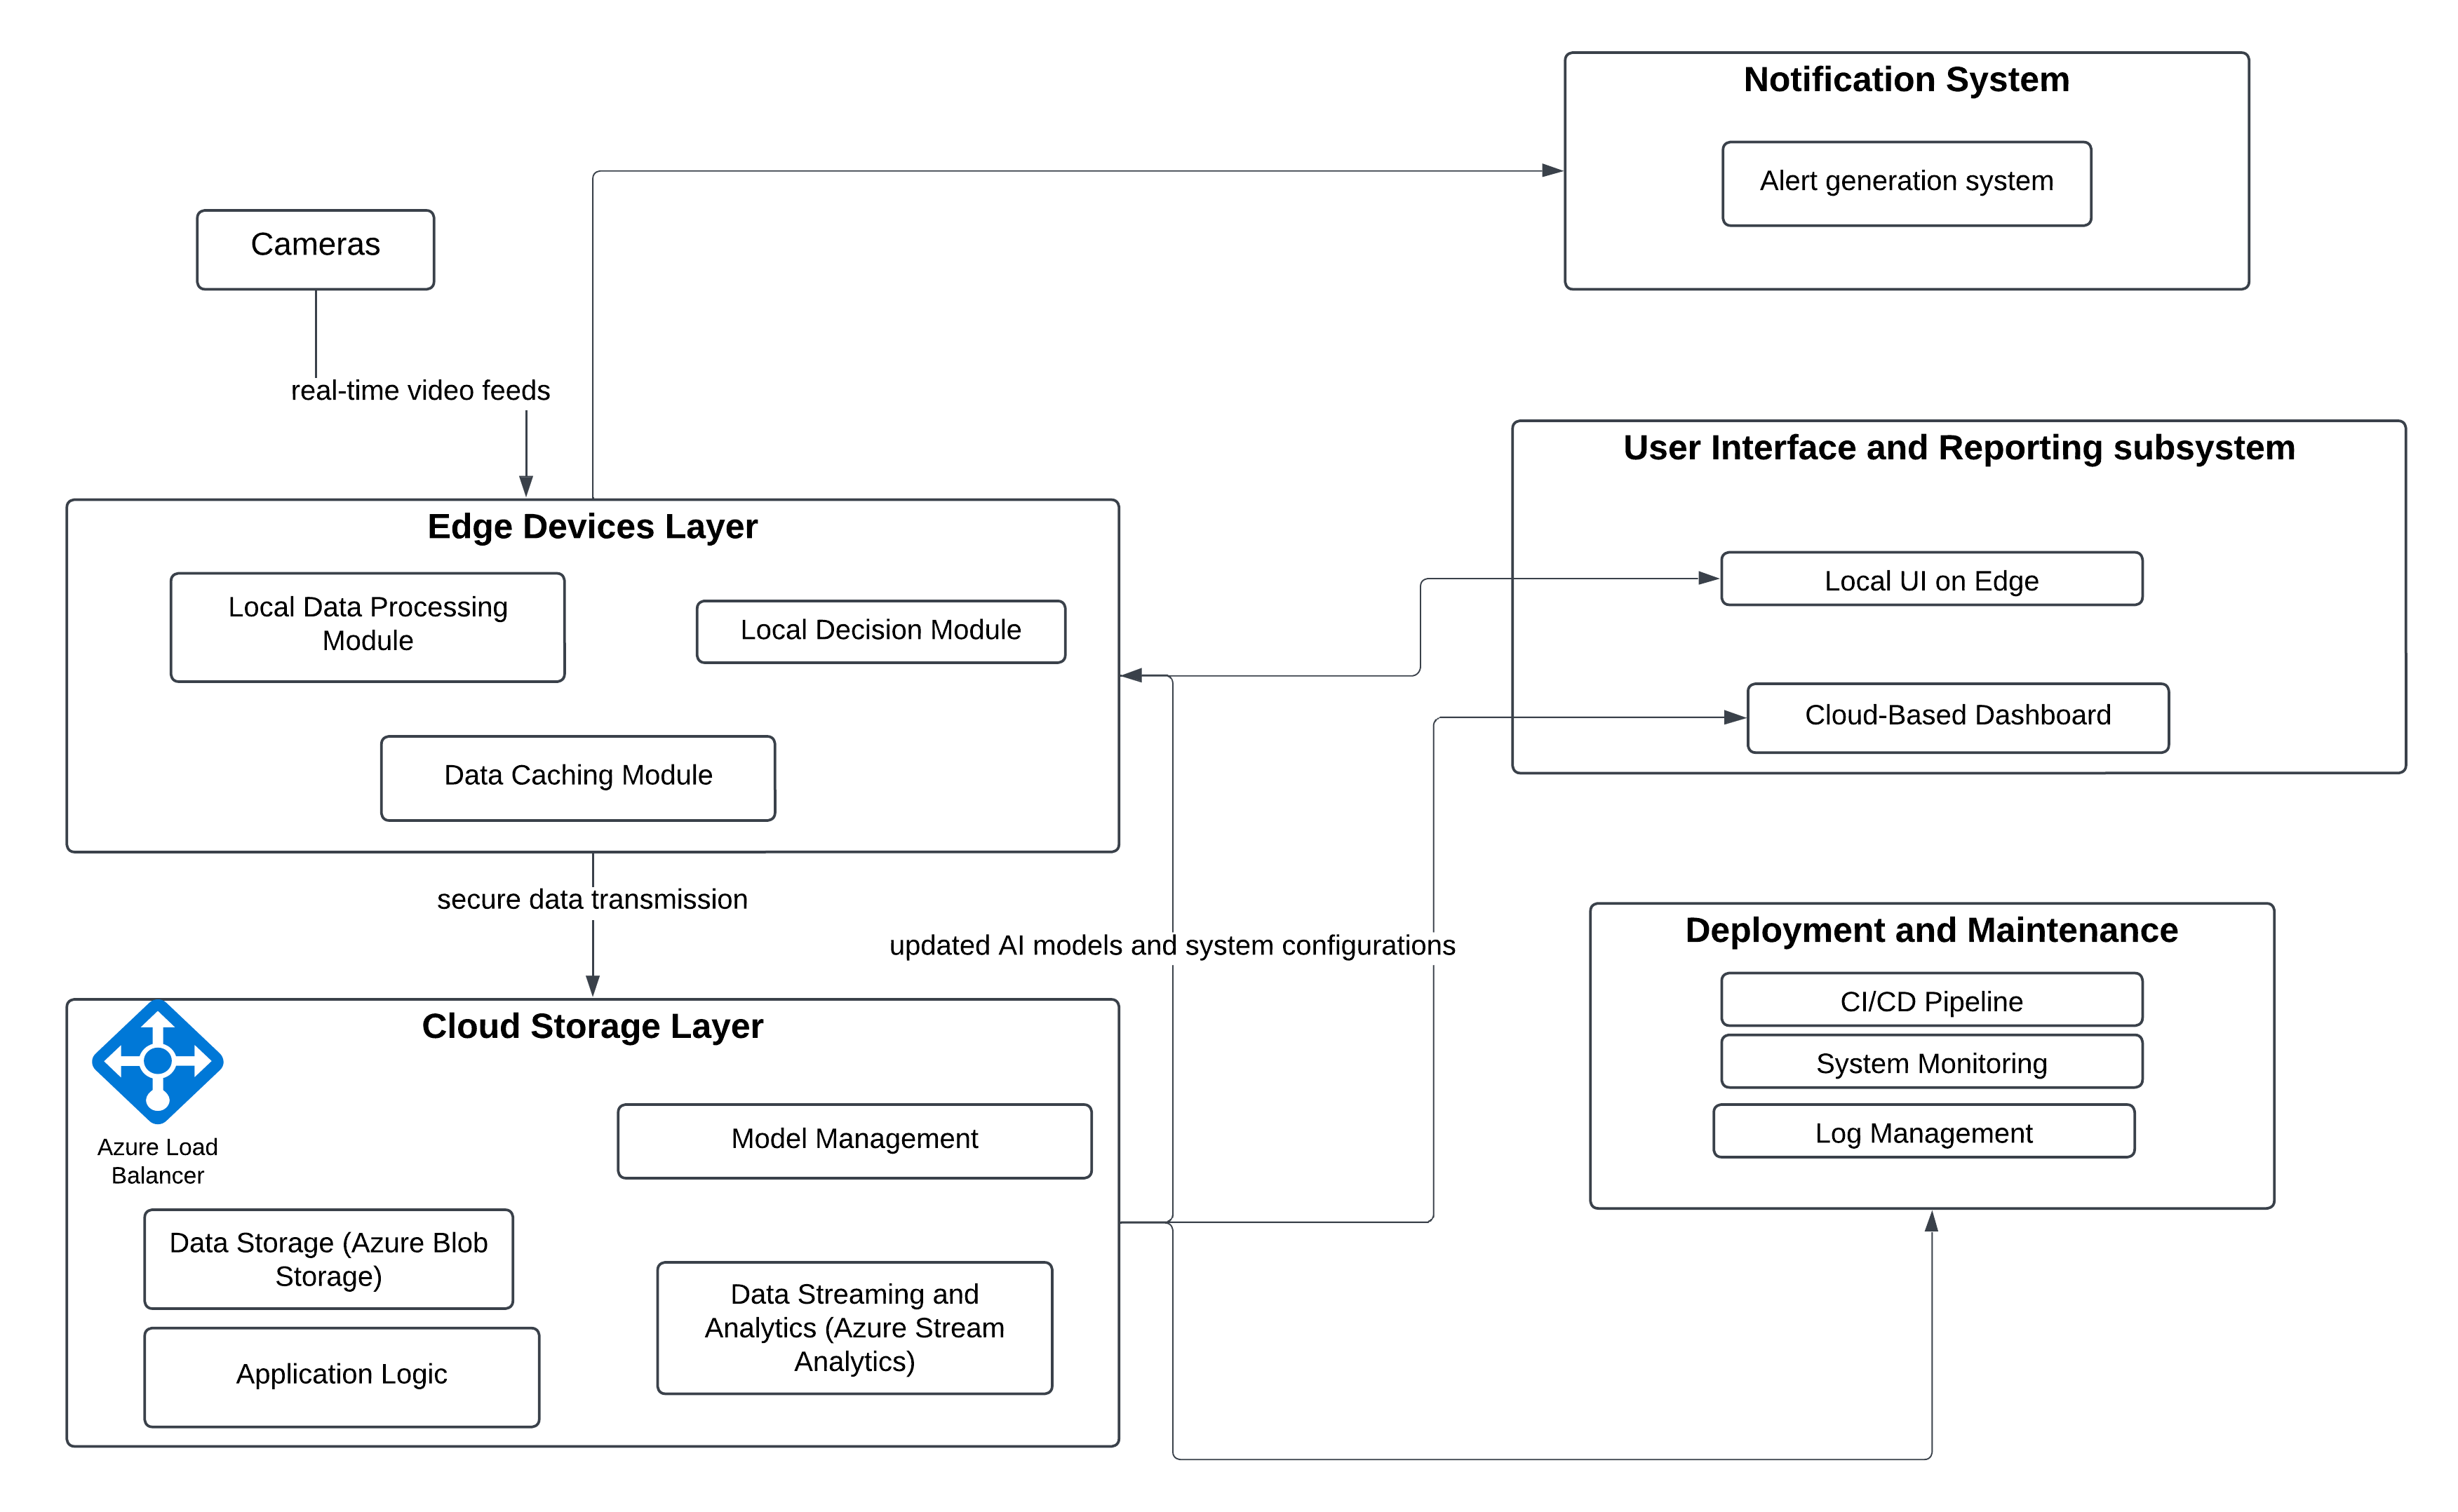 Notification System
Alert generation system
Cameras
real-time video feeds
User Interface and Reporting subsystem
Local UI on Edge
Cloud-Based Dashboard
Edge Devices Layer
Local Data Processing
Module
Local Decision Module
Data Caching Module
secure data transmission
updated AI models and system configurations
Deployment and Maintenance
CI/CD Pipeline
System Monitoring
Log Management
Cloud Storage Layer
Azure Load
Balancer
Model Management
Data Storage (Azure Blob
Storage)
Data Streaming and
Analytics (Azure Stream
Analytics)
Application Logic